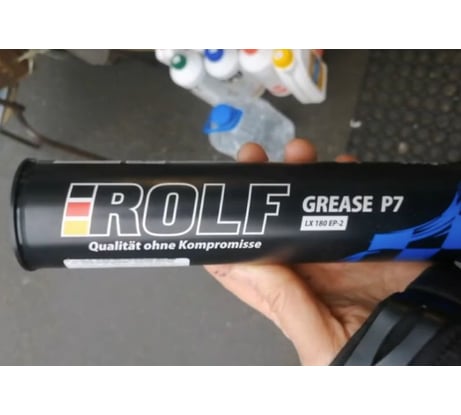 ROLF
GREASE P7
LX 180 EP-2
Qualität ohne Kompromisse